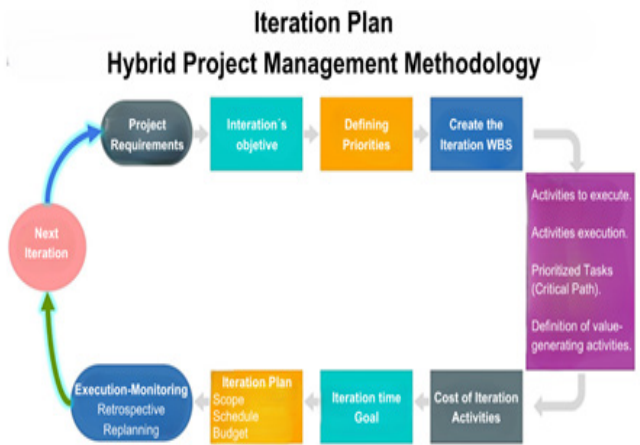 Iteration Plan
Hybrid Project Management Methodology
Project
Requirements
Interation´s
objetive
Defining
Priorities
Create the
Iteration WBS
Activities to execute.
Activities execution.
Prioritized Tasks
(Critical Path).
Definition of value-
generating activities.
Cost of Iteration
Activities
Iteration time
Goal
Iteration Plan
Scope
Schedule
Budget
Execution-Monitoring
Retrospective
Replanning
Next
Iteration